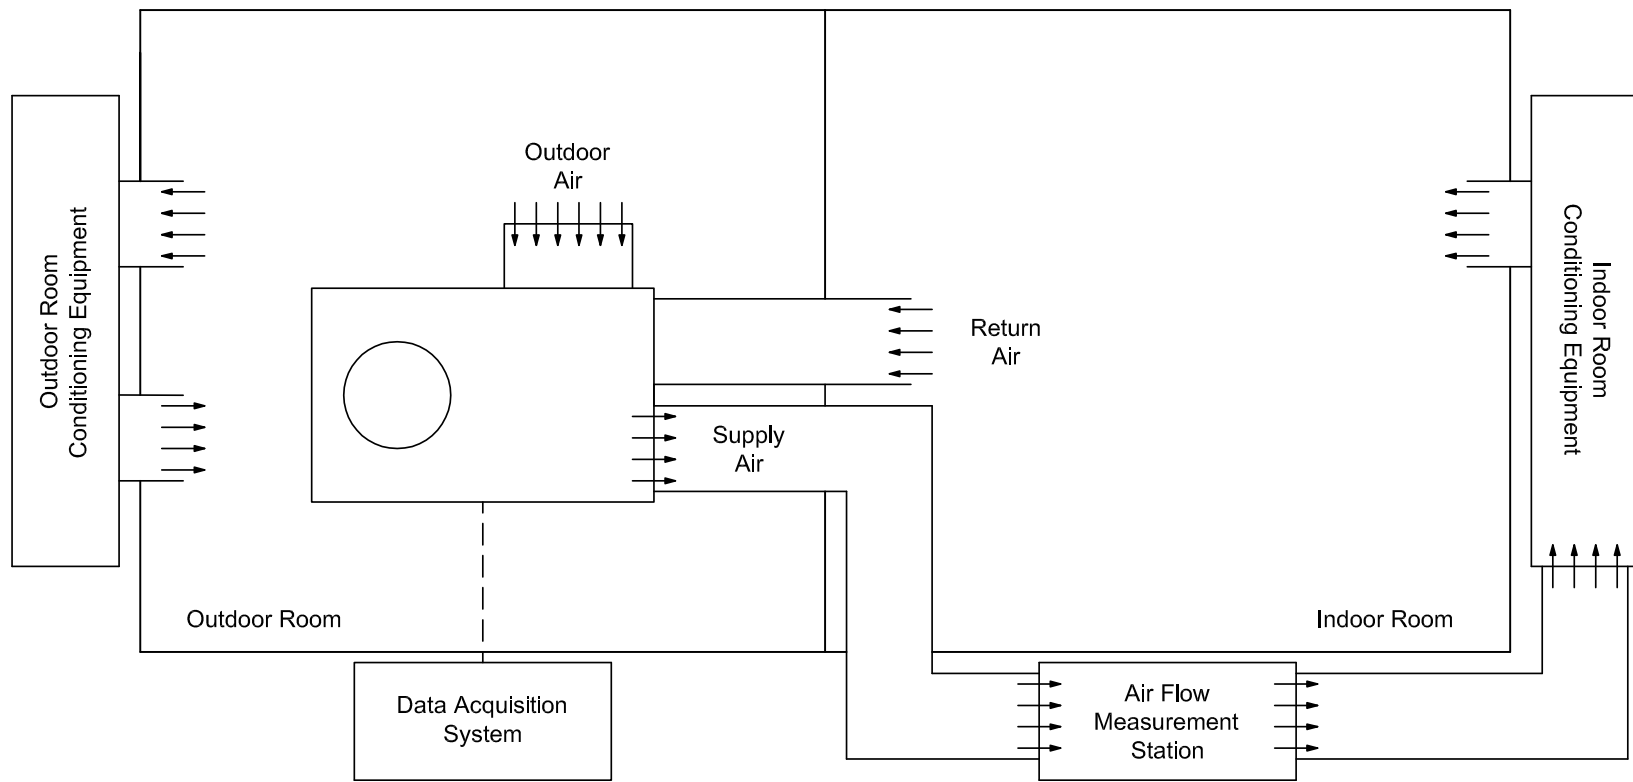 Outdoor
Air
Outdoor Room
Conditioning Equipment
Return
Air
Indoor Room
Conditioning Equipment
Supply
Air
Outdoor Room
Indoor Room
Data Acquisition
System
Air Flow
Measurement
Station